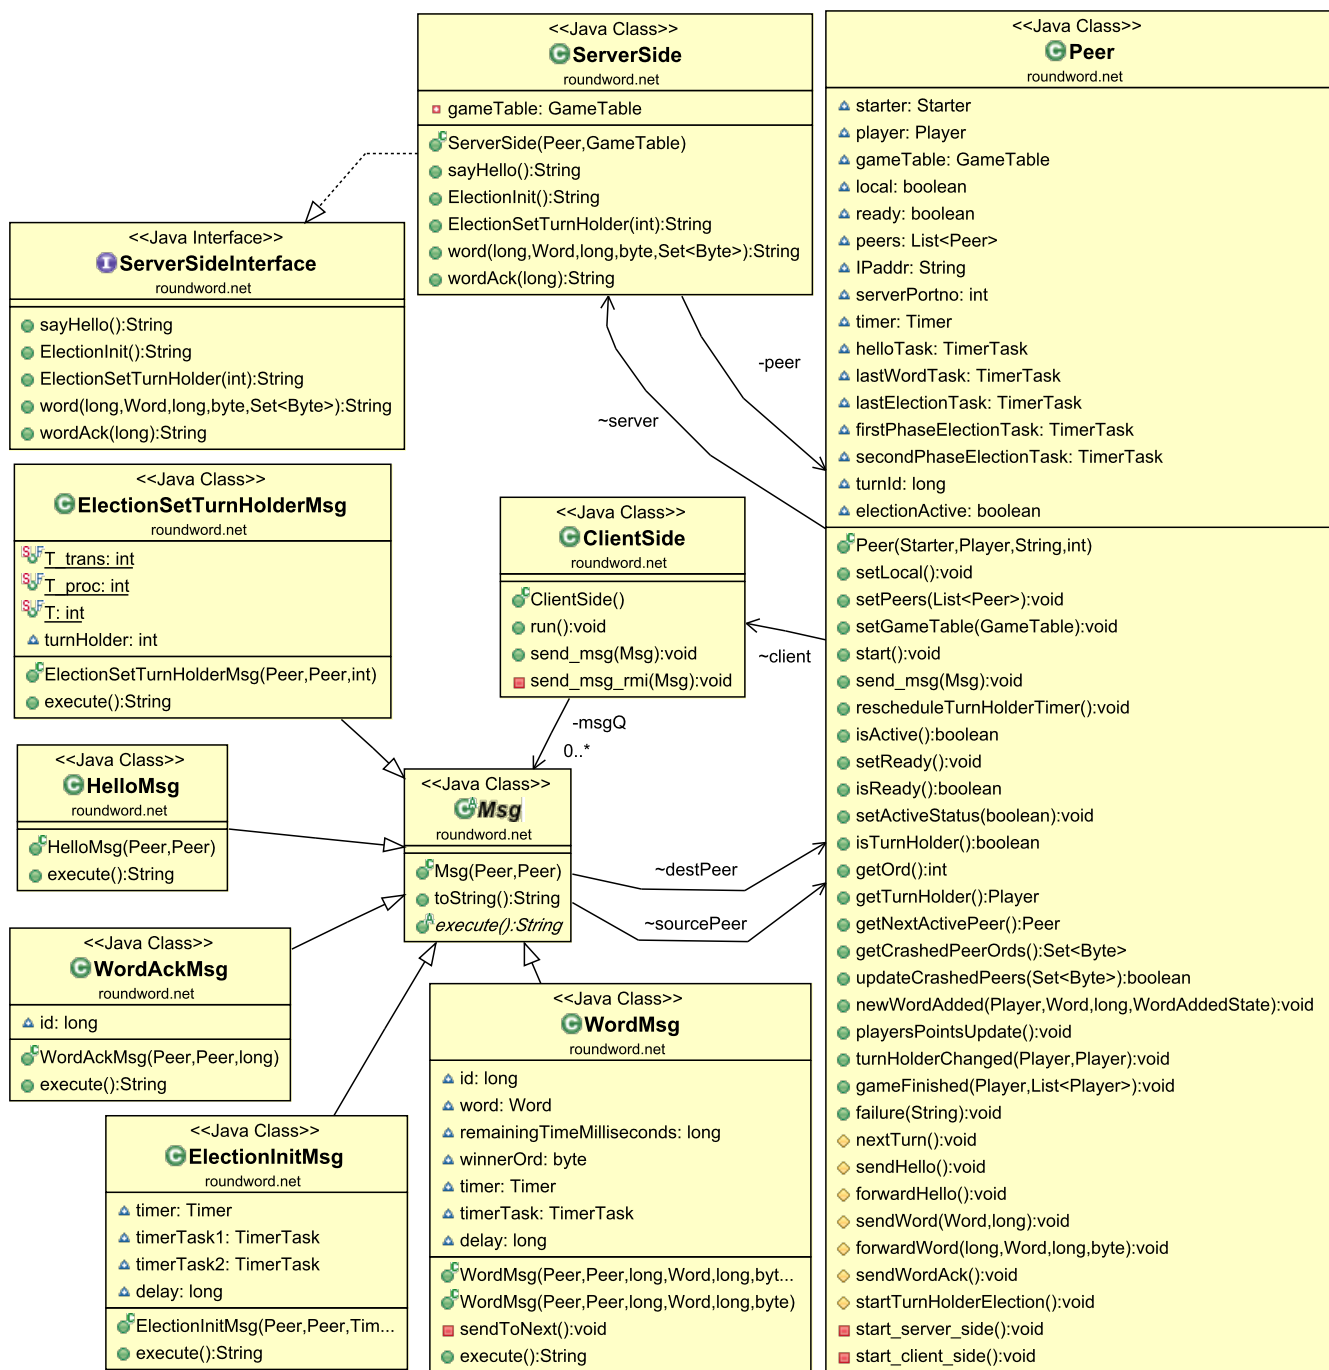 <<Java Class>>
ServerSide
roundword.net
gameTable: GameTable
ServerSide(Peer,GameTable)
sayHello():String
ElectionInit():String
ElectionSetTurnHolder(int):String
word(long,Word,long,byte,Set<Byte>):String
wordAck(long):String
<<Java Class>>
Peer
roundword.net
starter: Starter
player: Player
gameTable: GameTable
local: boolean
ready: boolean
peers: List<Peer>
IPaddr: String
serverPortno: int
timer: Timer
helloTask: TimerTask
lastWordTask: TimerTask
lastElectionTask: TimerTask
firstPhaseElectionTask: TimerTask
secondPhaseElectionTask: TimerTask
turnId: long
electionActive: boolean
Peer(Starter,Player,String,int)
setLocal():void
setPeers(List<Peer>):void
setGameTable(GameTable):void
start():void
send_msg(Msg):void
rescheduleTurnHolderTimer():void
isActive():boolean
setReady():void
isReady():boolean
setActiveStatus(boolean):void
isTurnHolder():boolean
getOrd():int
getTurnHolder():Player
getNextActivePeer():Peer
getCrashedPeerOrds():Set<Byte>
updateCrashedPeers(Set<Byte>):boolean
newWordAdded(Player,Word,long,WordAddedState):void
playersPointsUpdate():void
turnHolderChanged(Player,Player):void
gameFinished(Player,List<Player>):void
failure(String):void
nextTurn():void
sendHello():void
forwardHello():void
sendWord(Word,long):void
forwardWord(long,Word,long,byte):void
sendWordAck():void
startTurnHolderElection():void
start_server_side():void
start_client_side():void
<<Java Interface>>
ServerSideInterface
roundword.net
sayHello():String
ElectionInit():String
ElectionSetTurnHolder(int):String
word(long,Word,long,byte,Set<Byte>):String
wordAck(long):String
-peer
~server
<<Java Class>>
ElectionSetTurnHolderMsg
roundword.net
T_trans: int
T_proc: int
T: int
turnHolder: int
ElectionSetTurnHolderMsg(Peer,Peer,int)
execute():String
<<Java Class>>
ClientSide
roundword.net
ClientSide()
run():void
send_msg(Msg):void
send_msg_rmi(Msg):void
~client
-msgQ
0..*
<<Java Class>>
HelloMsg
roundword.net
HelloMsg(Peer,Peer)
execute():String
<<Java Class>>
Msg
roundword.net
Msg(Peer,Peer)
toString():String
execute():String
~destPeer
~sourcePeer
<<Java Class>>
WordAckMsg
roundword.net
id: long
WordAckMsg(Peer,Peer,long)
execute():String
<<Java Class>>
WordMsg
roundword.net
id: long
word: Word
remainingTimeMilliseconds: long
winnerOrd: byte
timer: Timer
timerTask: TimerTask
delay: long
WordMsg(Peer,Peer,long,Word,long,byt...
WordMsg(Peer,Peer,long,Word,long,byte)
sendToNext():void
execute():String
<<Java Class>>
ElectionInitMsg
roundword.net
timer: Timer
timerTask1: TimerTask
timerTask2: TimerTask
delay: long
ElectionInitMsg(Peer,Peer,Tim...
execute():String